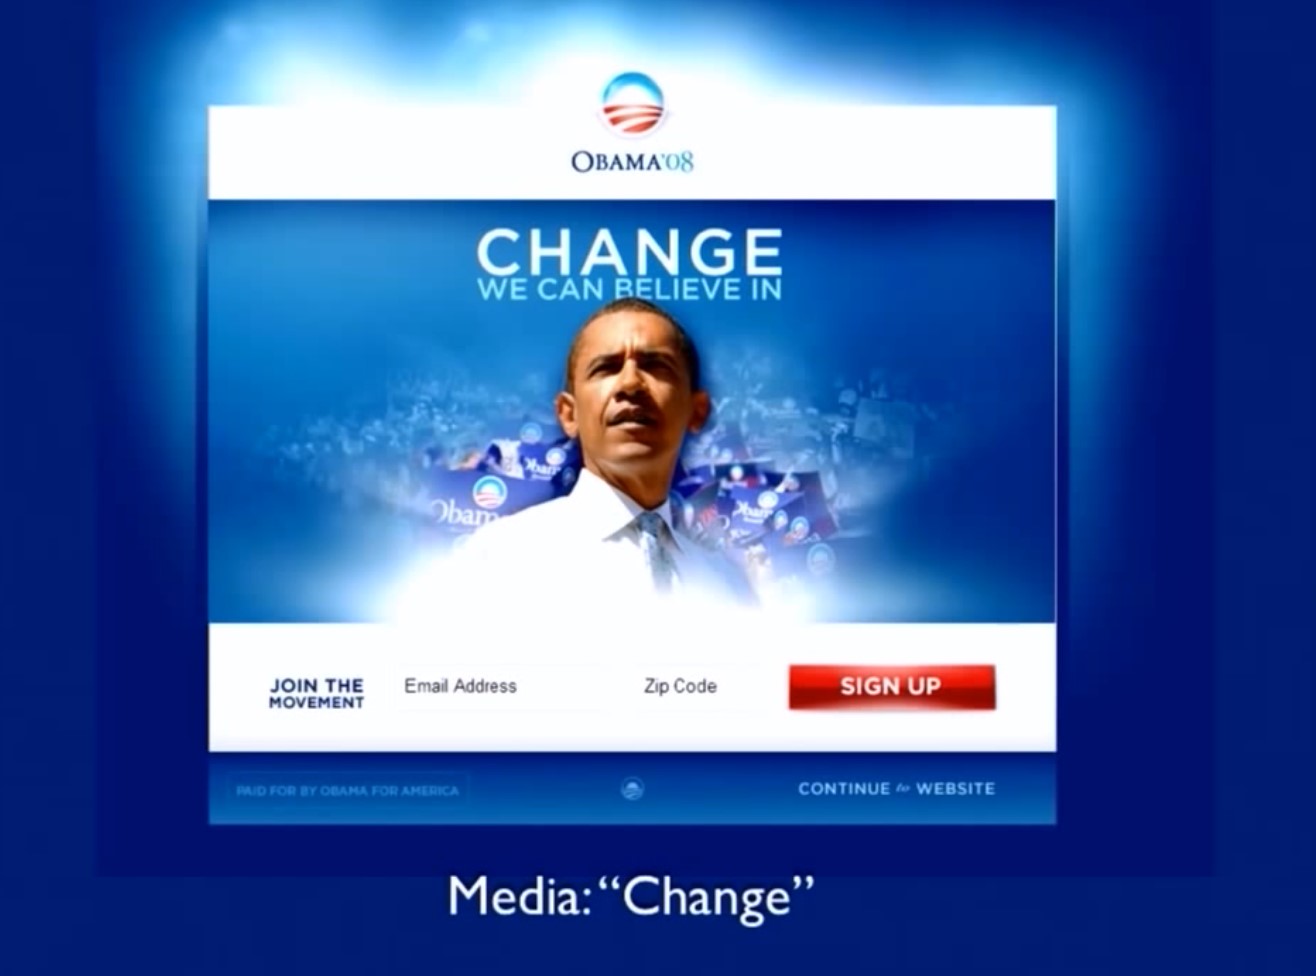 OBAMA'08
CHANGE
WE CAN BELIEVE IN
Obama
JOIN THE
MOVEMENT
Email Address
Zip Code
SIGN UP
PAID FOR BY OBAMA FOR AMERICA
CONTINUE to WEBSITE
Media: “Change”